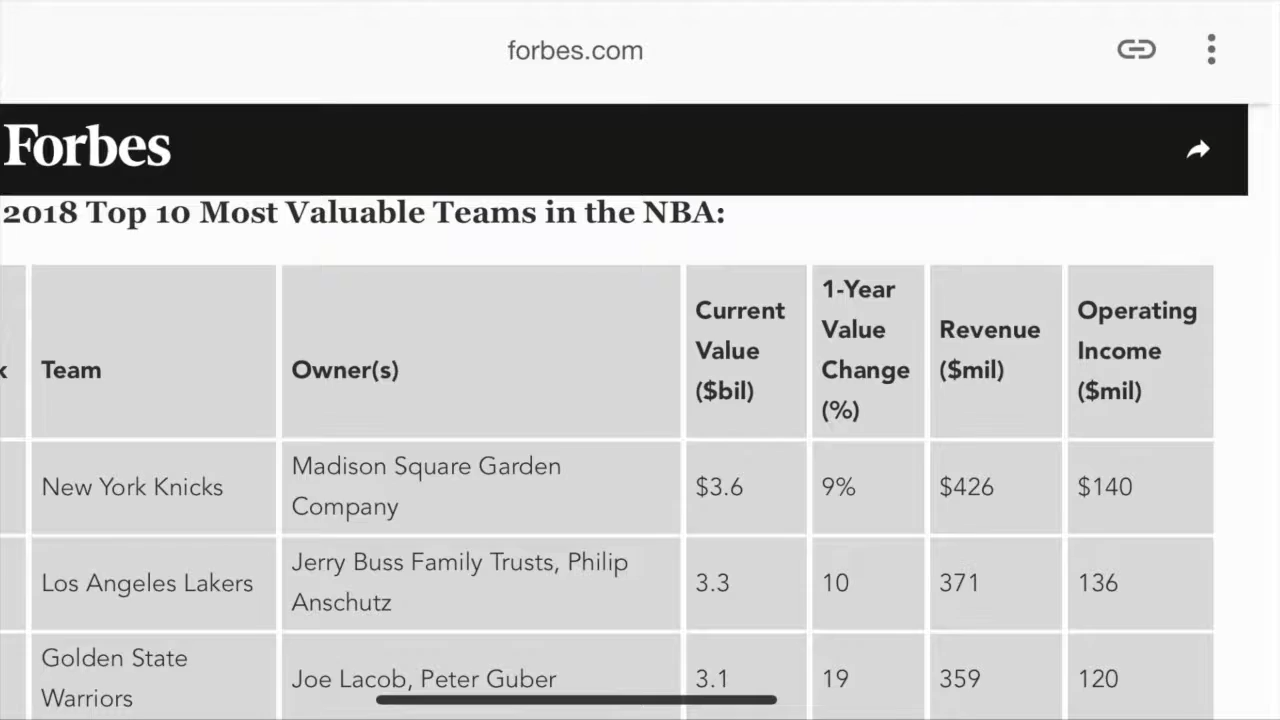 forbes.com
Forbes
2018 Top 10 Most Valuable Teams in the NBA:
Team
Owner(s)
Current
Value
($bil)
1-Year
Value
Change
(%)
Revenue
($mil)
Operating
Income
($mil)
New York Knicks
Madison Square Garden
Company
$3.6
9%
$426
$140
Los Angeles Lakers
Jerry Buss Family Trusts, Philip
Anschutz
3.3
10
371
136
Golden State
Warriors
Joe Lacob, Peter Guber
3.1
19
359
120